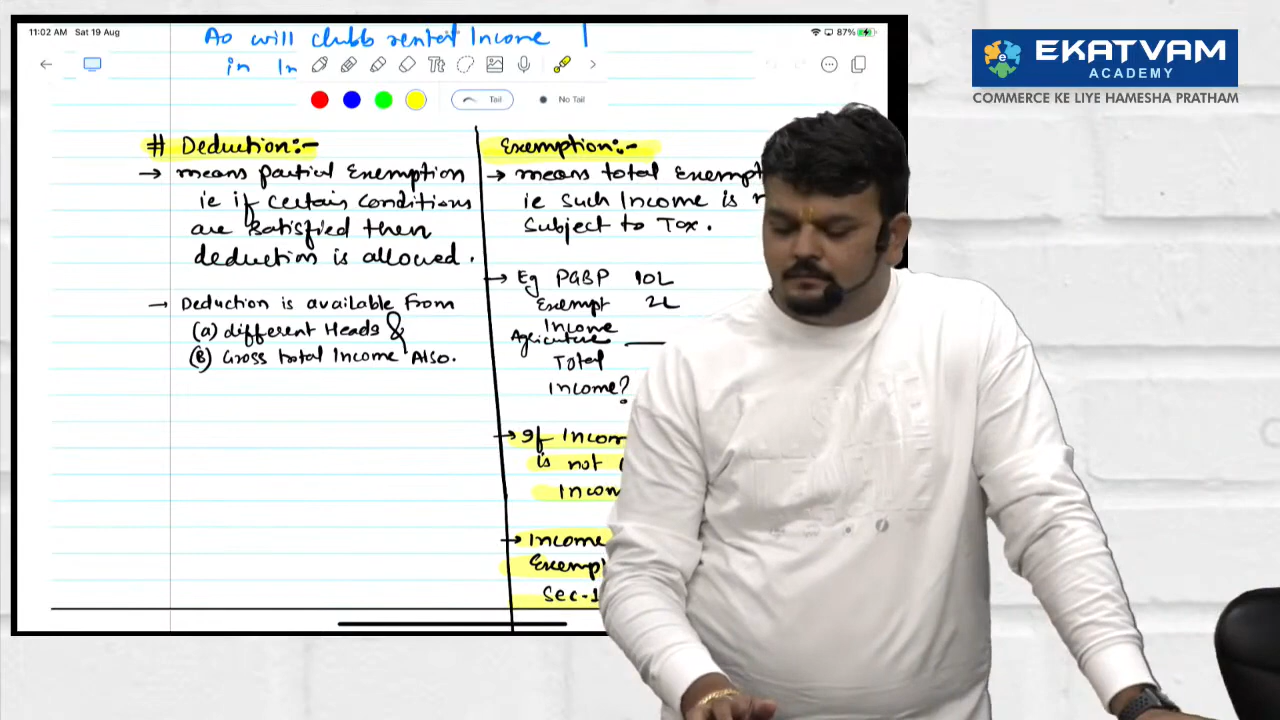 11:02 AM Sat 19 Aug
87%
AO will clubb rented Income
in In
Tail
No Tail
# Deduction:-
→ means partial Exemption
ie if certain conditions
are satisfied then
deduction is allowed.
→ Deduction is available from
(a) different Heads &
(B) Gross total Income Also.
Exemption:-
→ means total Exempt
ie such Income is
Subject to Tax.
→ Eg PGBP 10L
Exempt 2L
Income
Agriculture
Total
Income?
→ If Incom
is not
Incom
→ Income
Exemp
Sec-1
EKATVAM
ACADEMY
COMMERCE KE LIYE HAMESHA PRATHAM